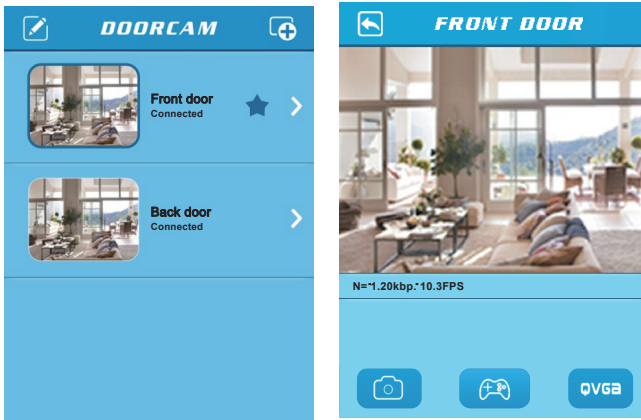 DOORCAM
Front door
Connected
Back door
Connected
FRONT DOOR
N=-1.20kbp.-10.3FPS
QVGA